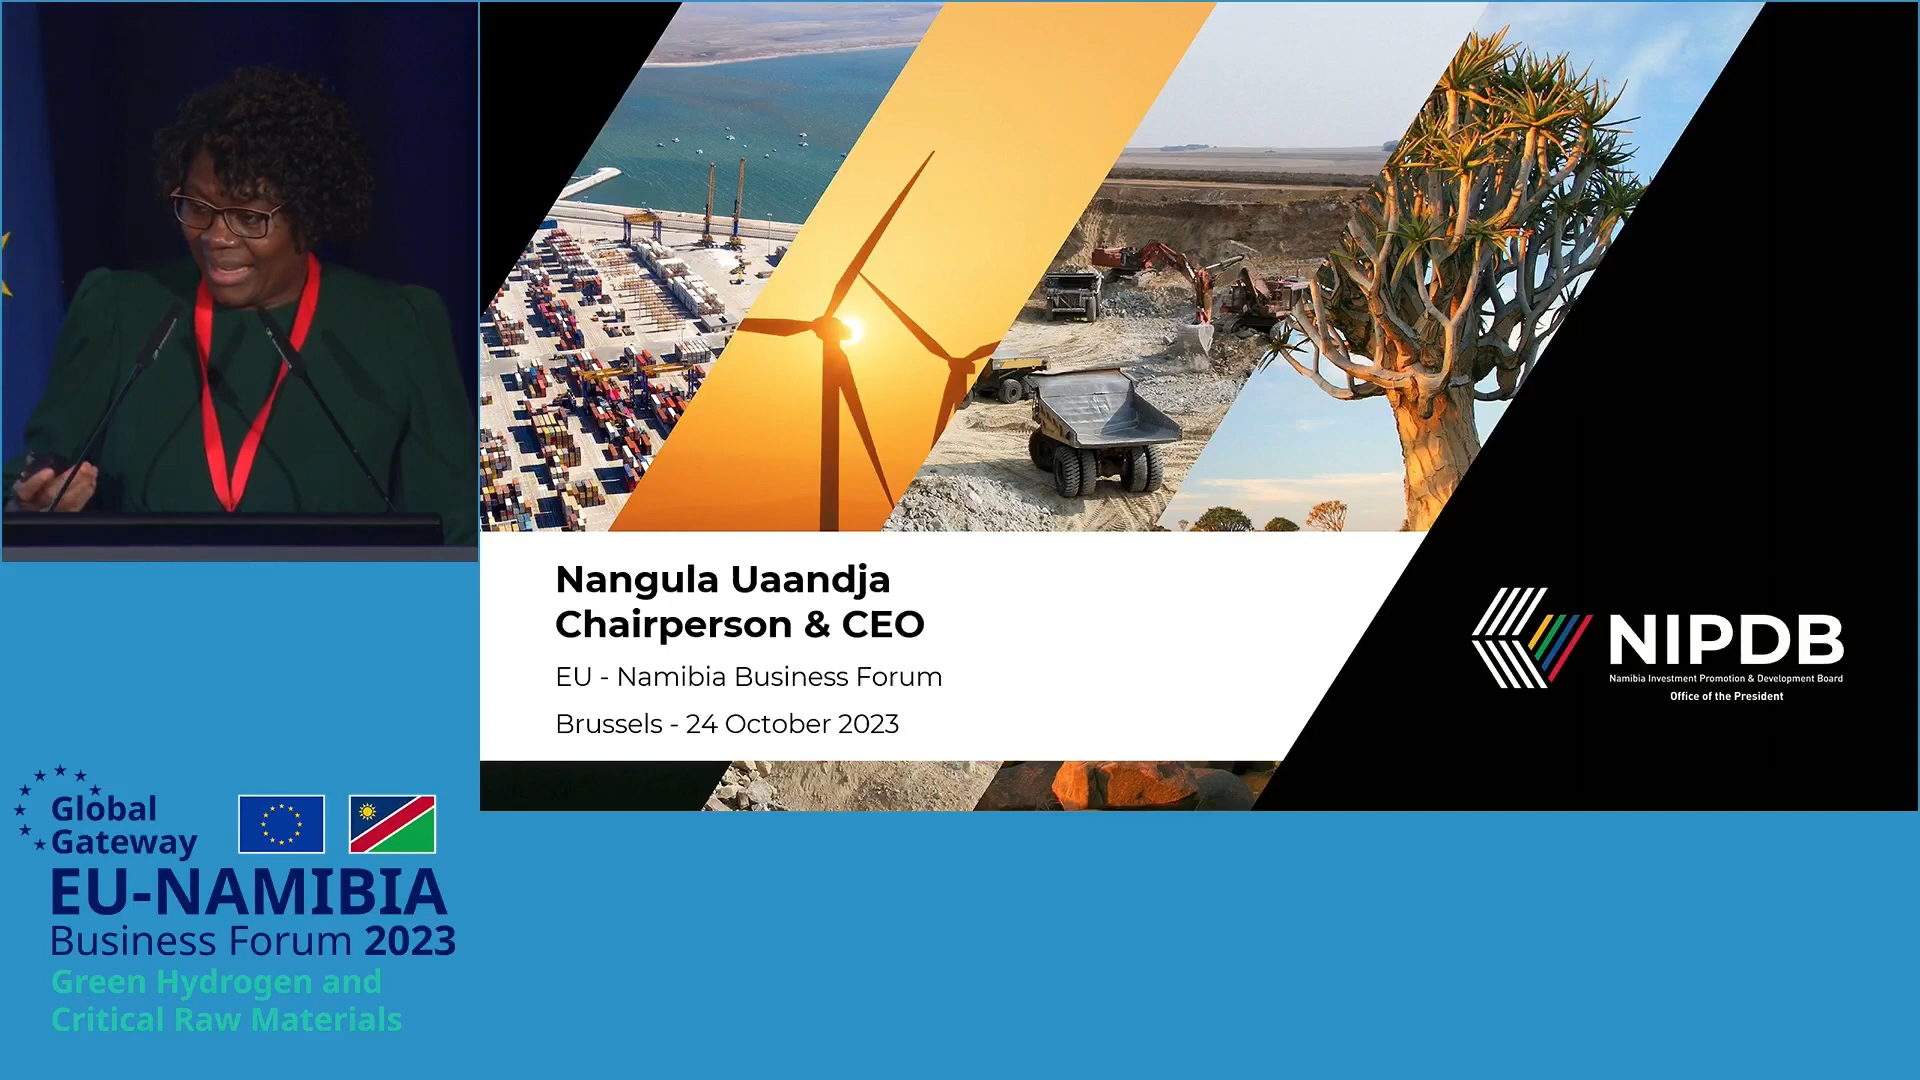 Nangula Uaandja
Chairperson & CEO
EU - Namibia Business Forum
Brussels - 24 October 2023
NIPDB
Namibia Investment Promotion & Development Board
Office of the President
Global
Gateway
EU-NAMIBIA
Business Forum 2023
Green Hydrogen and
Critical Raw Materials